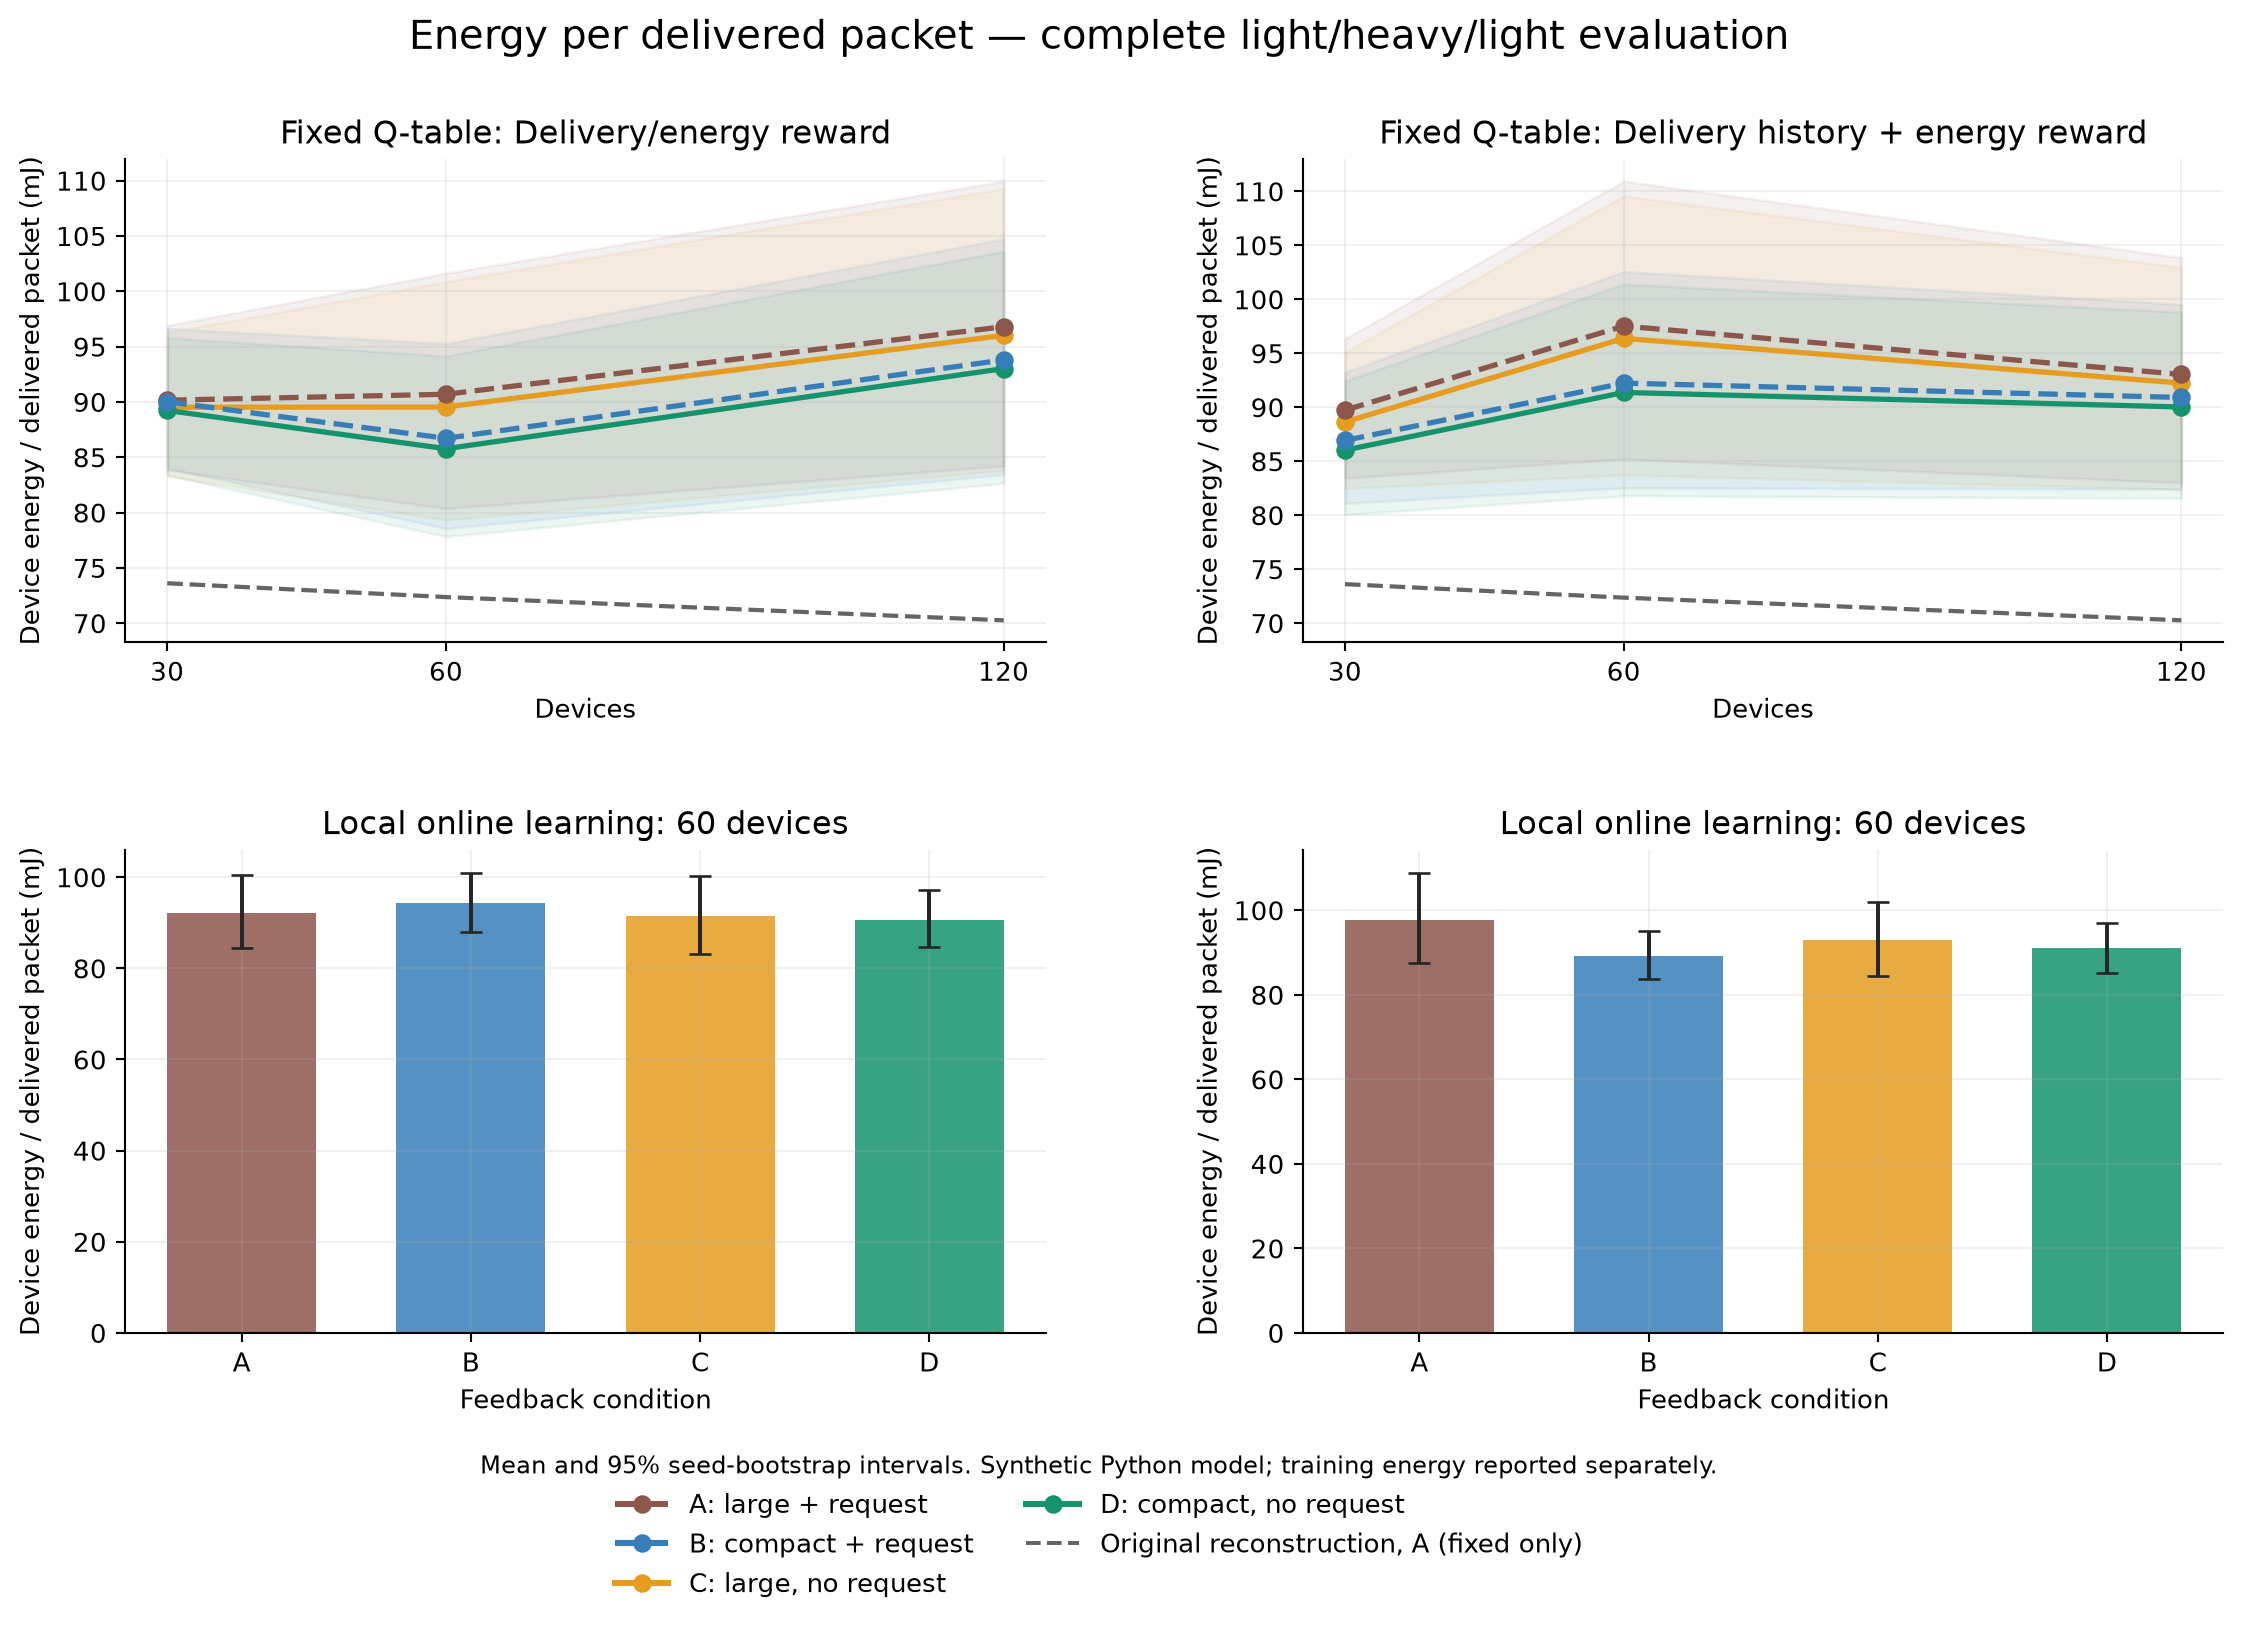 Energy per delivered packet — complete light/heavy/light evaluation
Fixed Q-table: Delivery/energy reward
Device energy / delivered packet (mJ)
110
105
100
95
90
85
80
75
70
30 60 120
Devices
Fixed Q-table: Delivery history + energy reward
Device energy / delivered packet (mJ)
110
105
100
95
90
85
80
75
70
30 60 120
Devices
Local online learning: 60 devices
Device energy / delivered packet (mJ)
100
80
60
40
20
0
A B C D
Feedback condition
Local online learning: 60 devices
Device energy / delivered packet (mJ)
100
80
60
40
20
0
A B C D
Feedback condition
Mean and 95% seed-bootstrap intervals. Synthetic Python model; training energy reported separately.
A: large + request
B: compact + request
C: large, no request
D: compact, no request
Original reconstruction, A (fixed only)